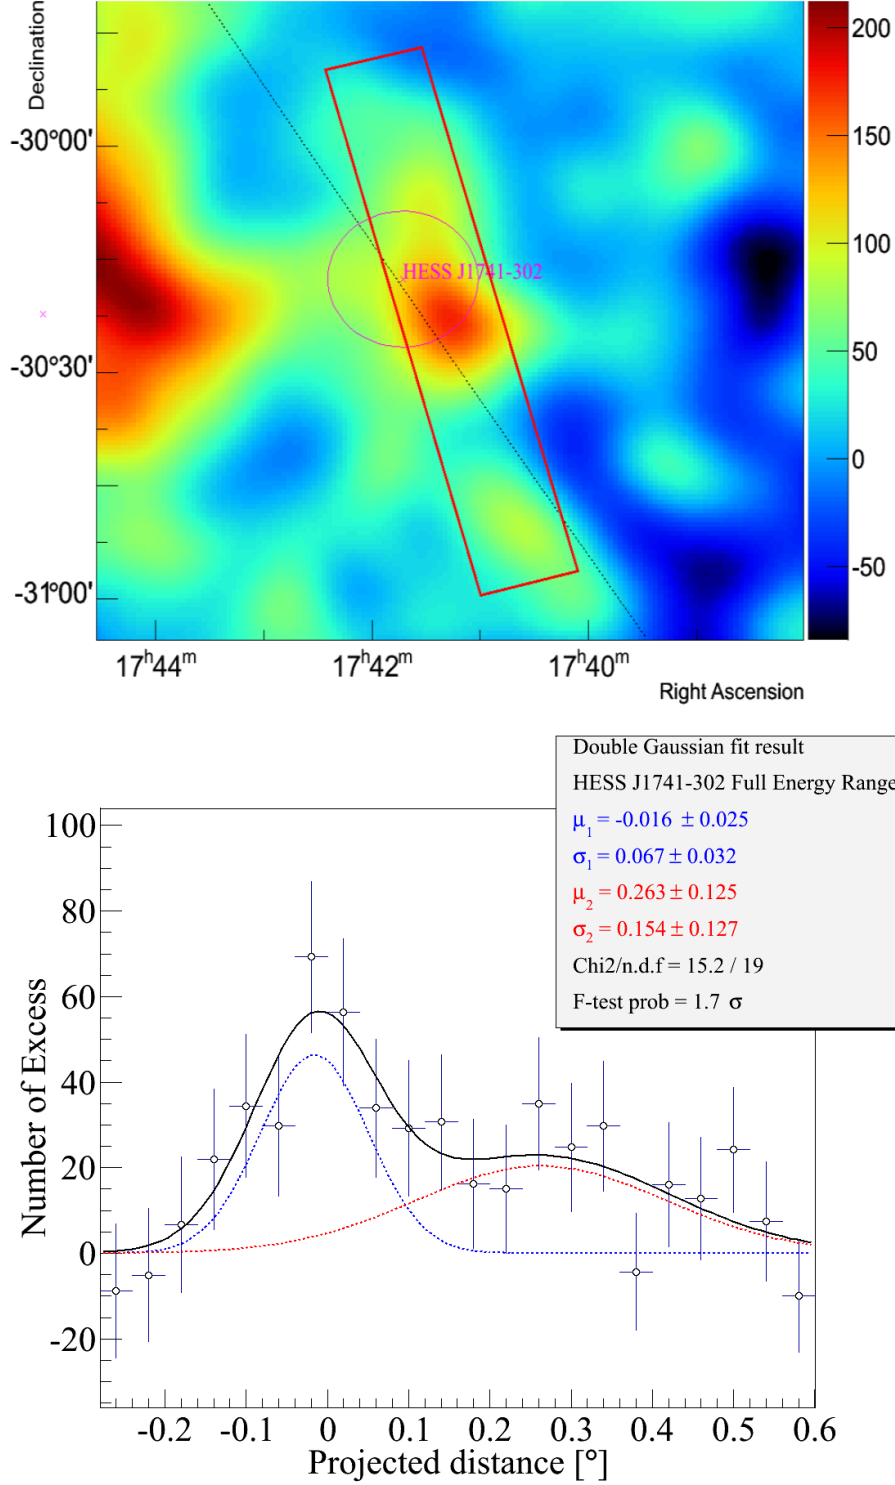 Declination
200
-30°00'
150
100
HESS J1741-302
50
-30°30'
0
-50
-31°00'
17ʰ44ᵐ 17ʰ42ᵐ 17ʰ40ᵐ
Right Ascension
Double Gaussian fit result
HESS J1741-302 Full Energy Range
μ₁ = -0.016 ± 0.025
σ₁ = 0.067 ± 0.032
μ₂ = 0.263 ± 0.125
σ₂ = 0.154 ± 0.127
Chi2/n.d.f = 15.2 / 19
F-test prob = 1.7 σ
Number of Excess
100
80
60
40
20
0
-20
-0.2 -0.1 0 0.1 0.2 0.3 0.4 0.5 0.6
Projected distance [°]